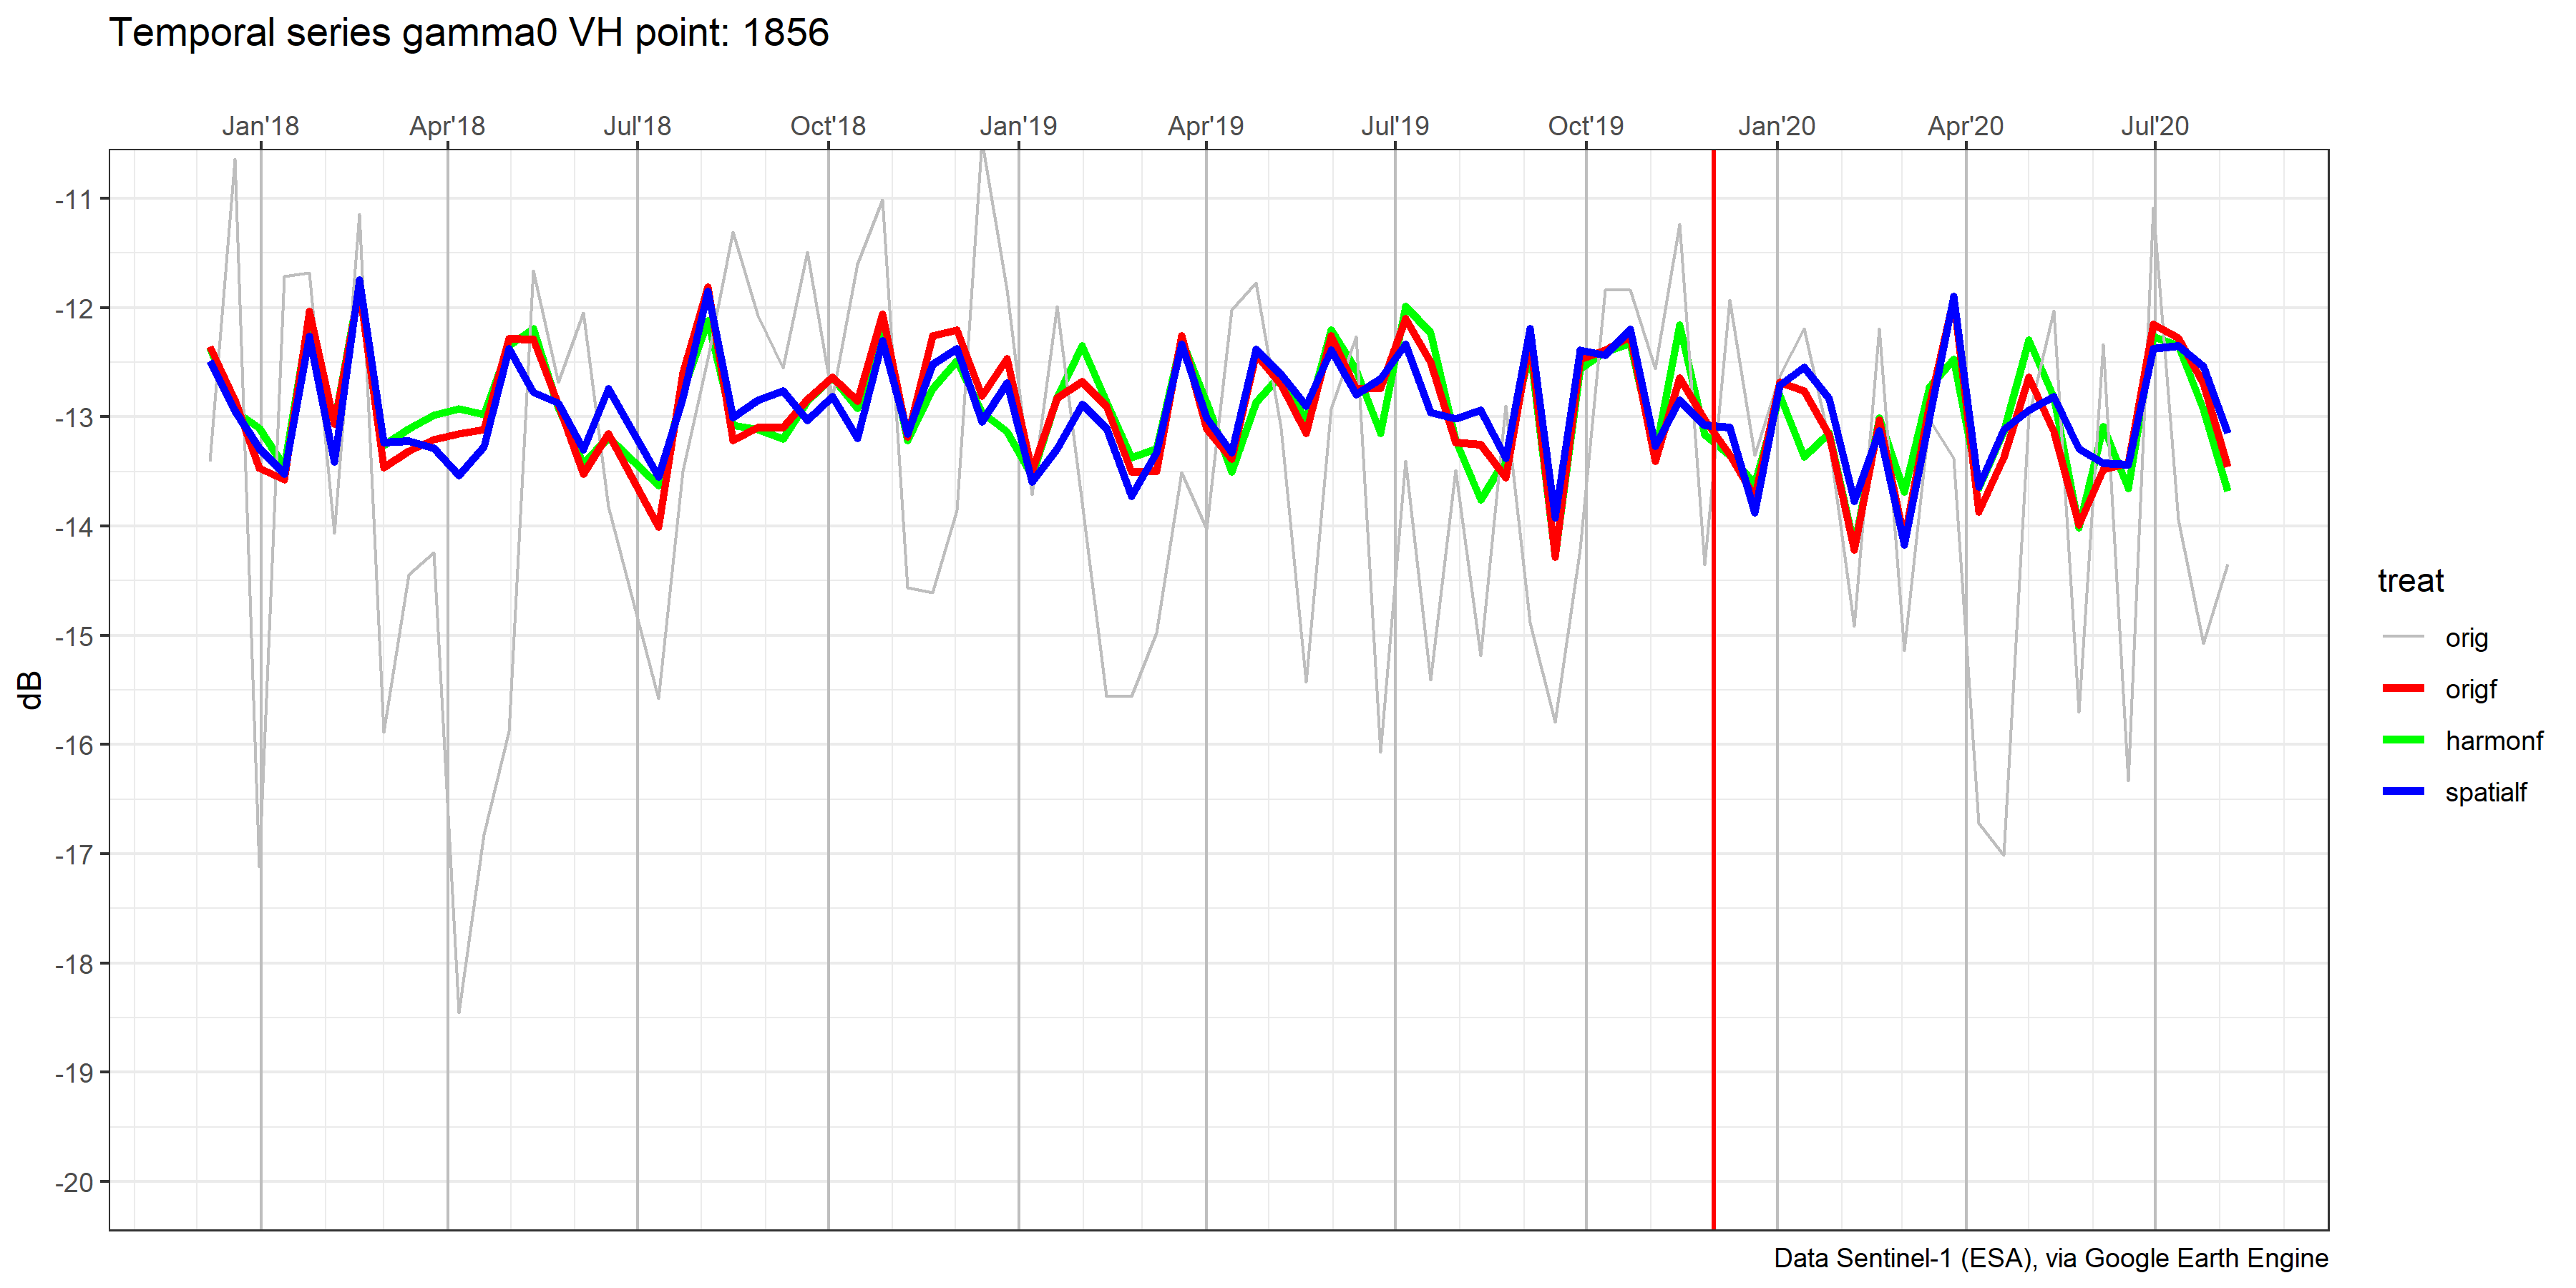 Temporal series gamma0 VH point: 1856
Jan'18 Apr'18 Jul'18 Oct'18 Jan'19 Apr'19 Jul'19 Oct'19 Jan'20 Apr'20 Jul'20
-11
-12
-13
-14
-15
-16
-17
-18
-19
-20
dB
treat
orig
origf
harmonf
spatialf
Data Sentinel-1 (ESA), via Google Earth Engine